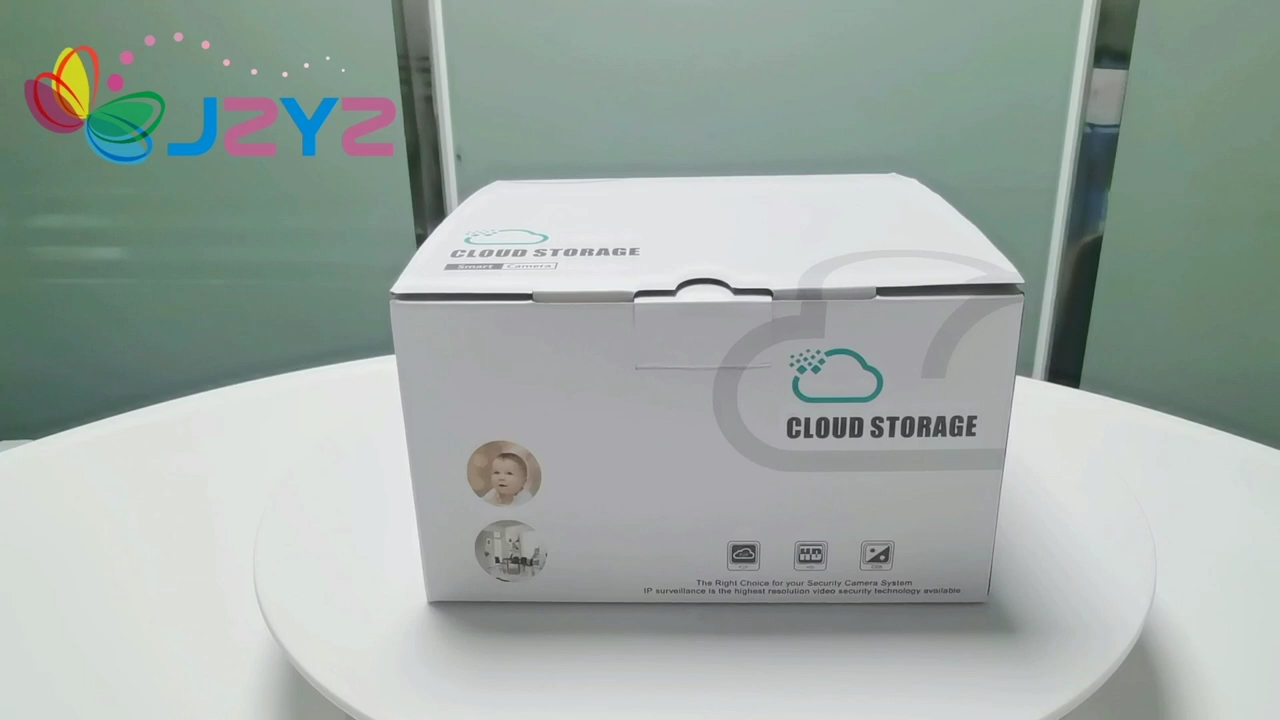 JZYZ
CLOUD STORAGE
Smart Camera
CLOUD STORAGE
HD
The Right Choice for your Security Camera System
IP surveillance is the highest resolution video security technology available